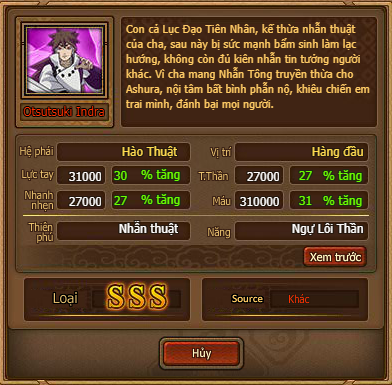 Con cả Lục Đạo Tiên Nhân, kế thừa nhẫn thuật
của cha, sau này bị sức mạnh bẩm sinh làm lạc
hướng, không còn đủ kiên nhẫn tin tưởng người
khác. Vì cha mang Nhẫn Tông truyền thừa cho
Ashura, nội tâm bất bình phẫn nộ, khiêu chiến em
trai mình, đánh bại mọi người.
Otsutsuki Indra
Hệ phái Hào Thuật Vị trí Hàng đầu
Lực tay 31000 30 % tăng T.Thần 27000 27 % tăng
Nhanh nhẹn 27000 27 % tăng Máu 310000 31 % tăng
Thiên phú Nhẫn thuật Năng Ngự Lôi Thần
Xem trước
Loại SSS Source Khác
Hủy